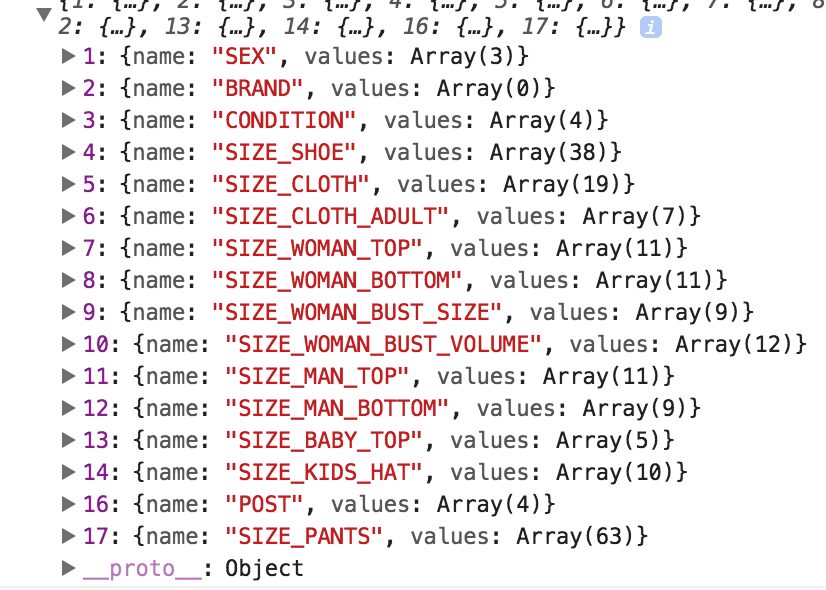 {1: {…}, 2: {…}, 3: {…}, 4: {…}, 5: {…}, 6: {…}, 7: {…}, 8
2: {…}, 13: {…}, 14: {…}, 16: {…}, 17: {…}} i
▶1: {name: "SEX", values: Array(3)}
▶2: {name: "BRAND", values: Array(0)}
▶3: {name: "CONDITION", values: Array(4)}
▶4: {name: "SIZE_SHOE", values: Array(38)}
▶5: {name: "SIZE_CLOTH", values: Array(19)}
▶6: {name: "SIZE_CLOTH_ADULT", values: Array(7)}
▶7: {name: "SIZE_WOMAN_TOP", values: Array(11)}
▶8: {name: "SIZE_WOMAN_BOTTOM", values: Array(11)}
▶9: {name: "SIZE_WOMAN_BUST_SIZE", values: Array(9)}
▶10: {name: "SIZE_WOMAN_BUST_VOLUME", values: Array(12)}
▶11: {name: "SIZE_MAN_TOP", values: Array(11)}
▶12: {name: "SIZE_MAN_BOTTOM", values: Array(9)}
▶13: {name: "SIZE_BABY_TOP", values: Array(5)}
▶14: {name: "SIZE_KIDS_HAT", values: Array(10)}
▶16: {name: "POST", values: Array(4)}
▶17: {name: "SIZE_PANTS", values: Array(63)}
▶__proto__: Object